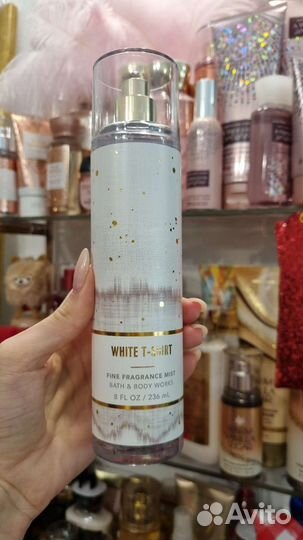 WHITE T-SHIRT
FINE FRAGRANCE MIST
BATH & BODY WORKS
8 FL OZ / 236 mL
Avito